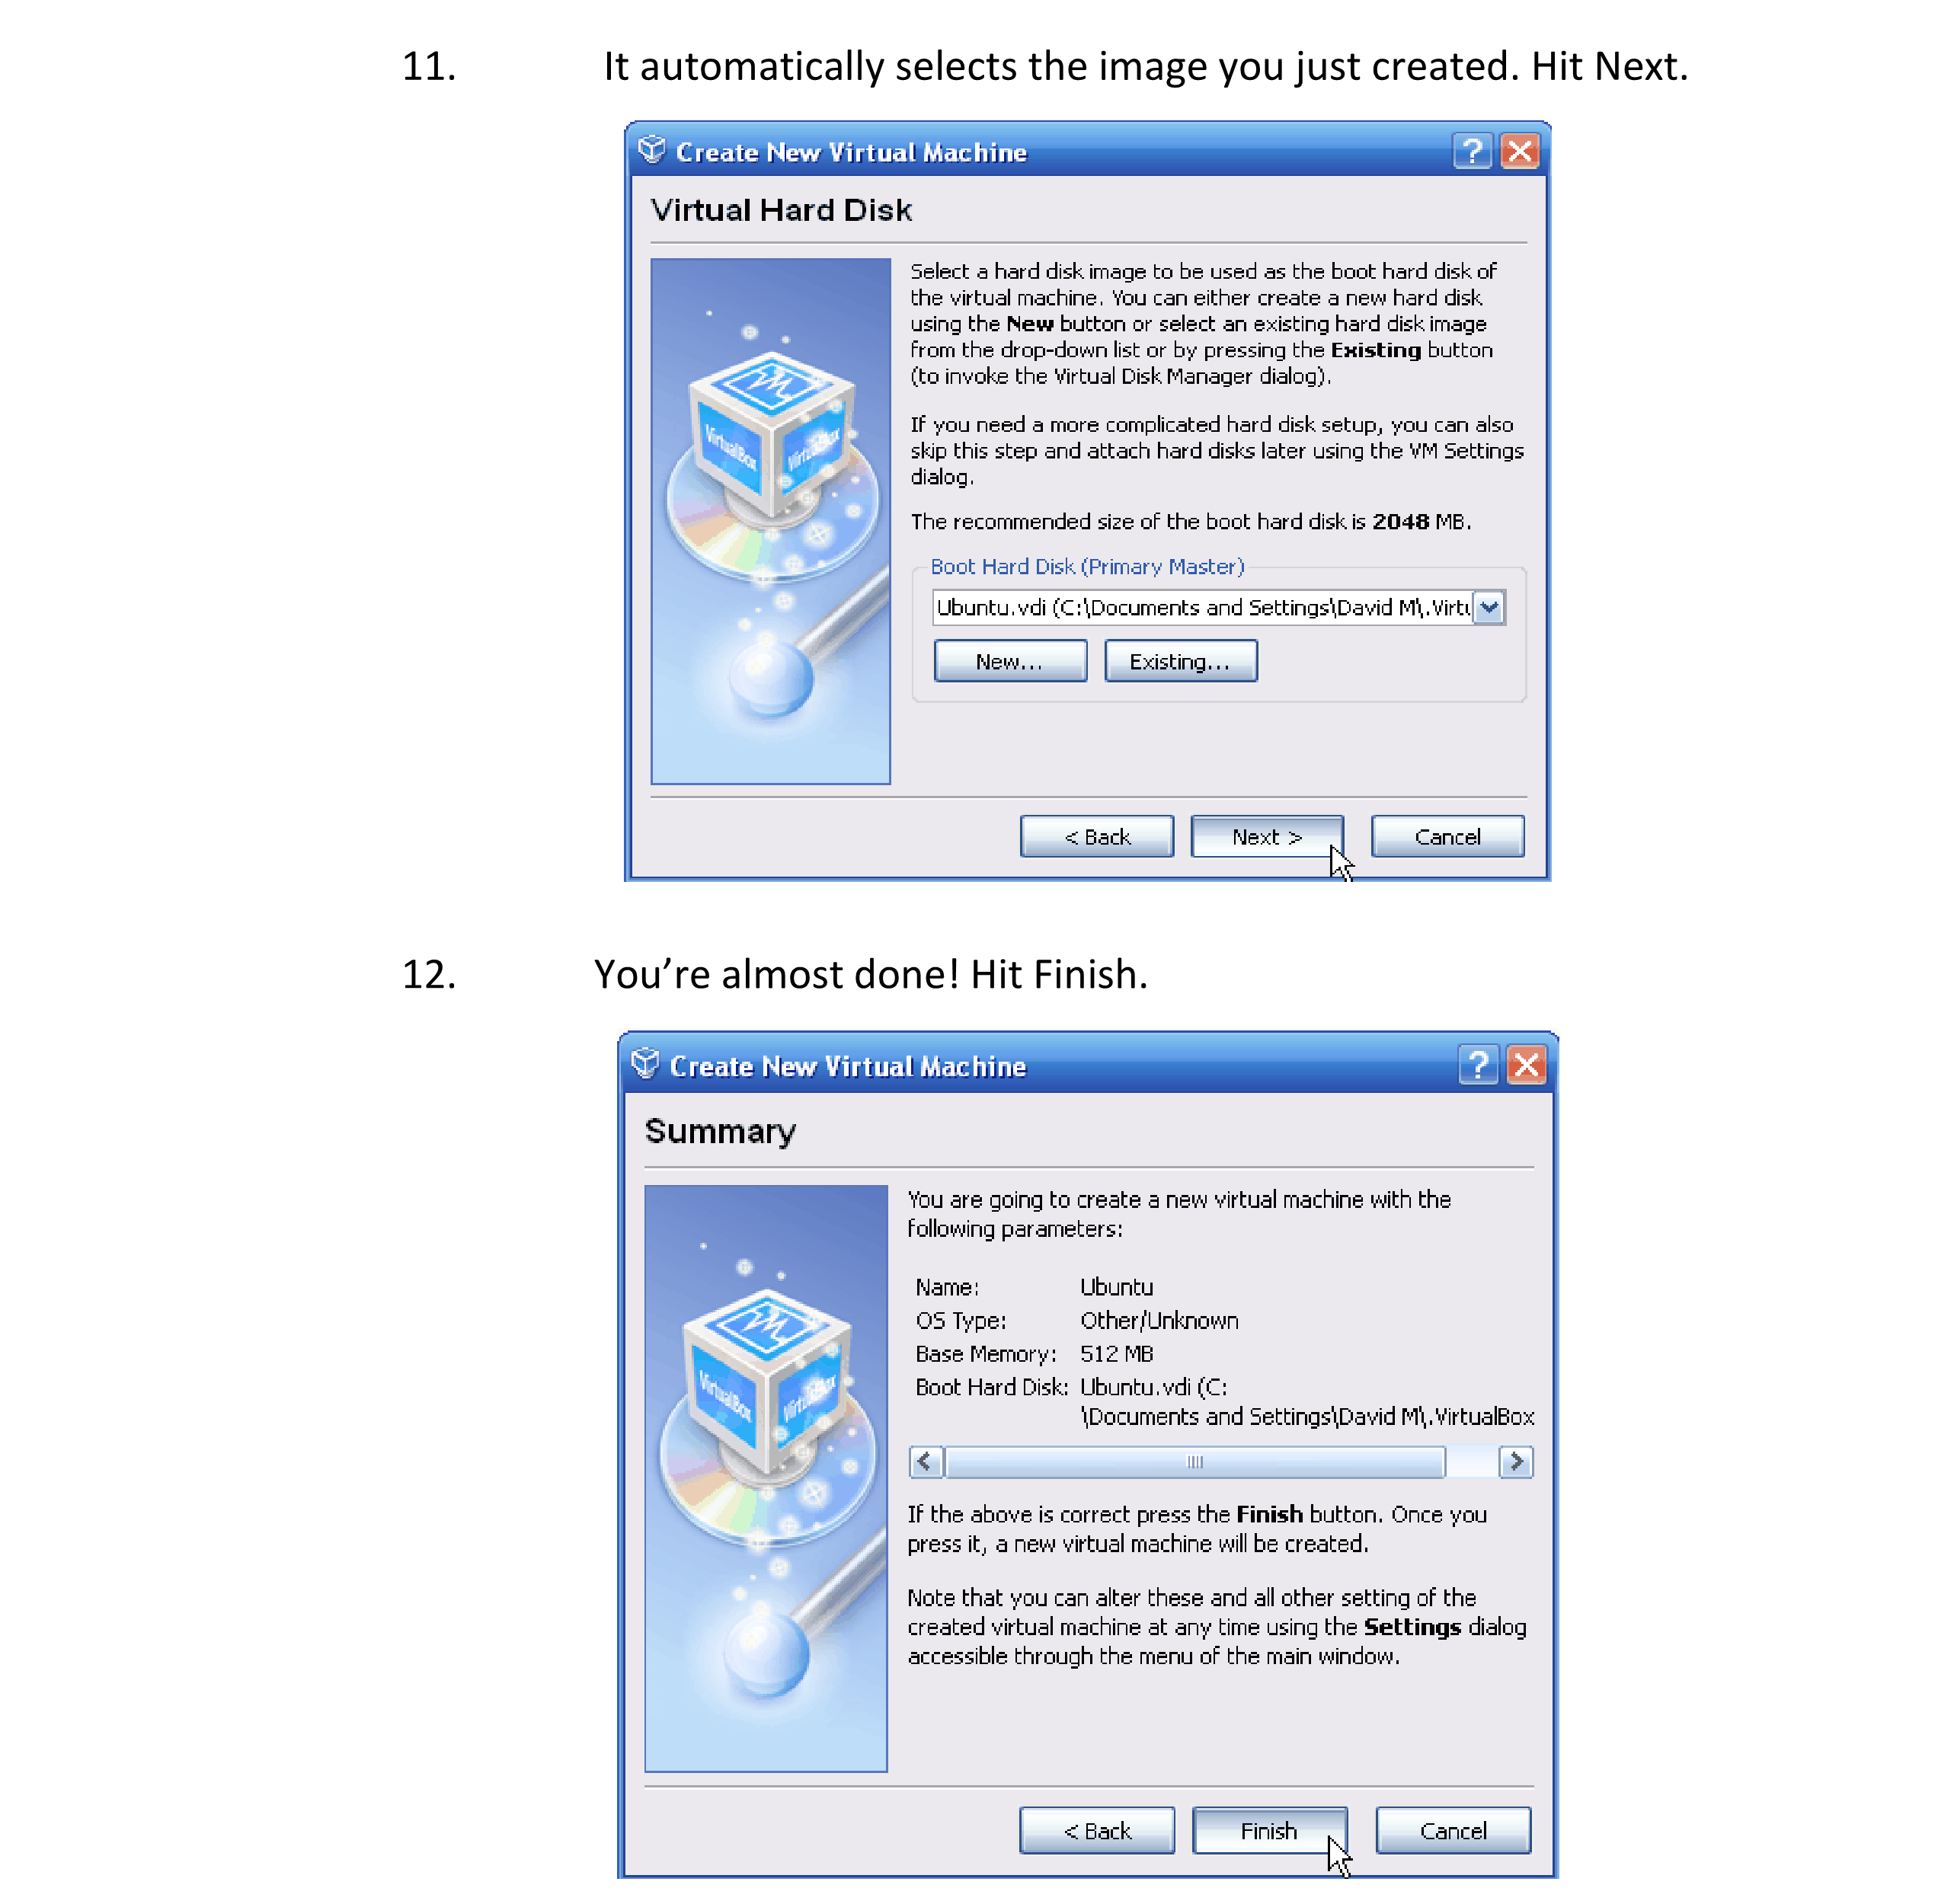 11. It automatically selects the image you just created. Hit Next.
Create New Virtual Machine
?
Virtual Hard Disk
Select a hard disk image to be used as the boot hard disk of
the virtual machine. You can either create a new hard disk
using the New button or select an existing hard disk image
from the drop-down list or by pressing the Existing button
(to invoke the Virtual Disk Manager dialog).
If you need a more complicated hard disk setup, you can also
skip this step and attach hard disks later using the VM Settings
dialog.
The recommended size of the boot hard disk is 2048 MB.
VirtualBox
VirtualBox
Boot Hard Disk (Primary Master)
Ubuntu.vdi (C:\Documents and Settings\David M\.Virtu
New... Existing...
< Back Next > Cancel
12. You’re almost done! Hit Finish.
Create New Virtual Machine
?
Summary
You are going to create a new virtual machine with the
following parameters:
Name: Ubuntu
OS Type: Other/Unknown
Base Memory: 512 MB
Boot Hard Disk: Ubuntu.vdi (C:
\Documents and Settings\David M\.VirtualBox
VirtualBox
VirtualBox
If the above is correct press the Finish button. Once you
press it, a new virtual machine will be created.
Note that you can alter these and all other setting of the
created virtual machine at any time using the Settings dialog
accessible through the menu of the main window.
< Back Finish Cancel